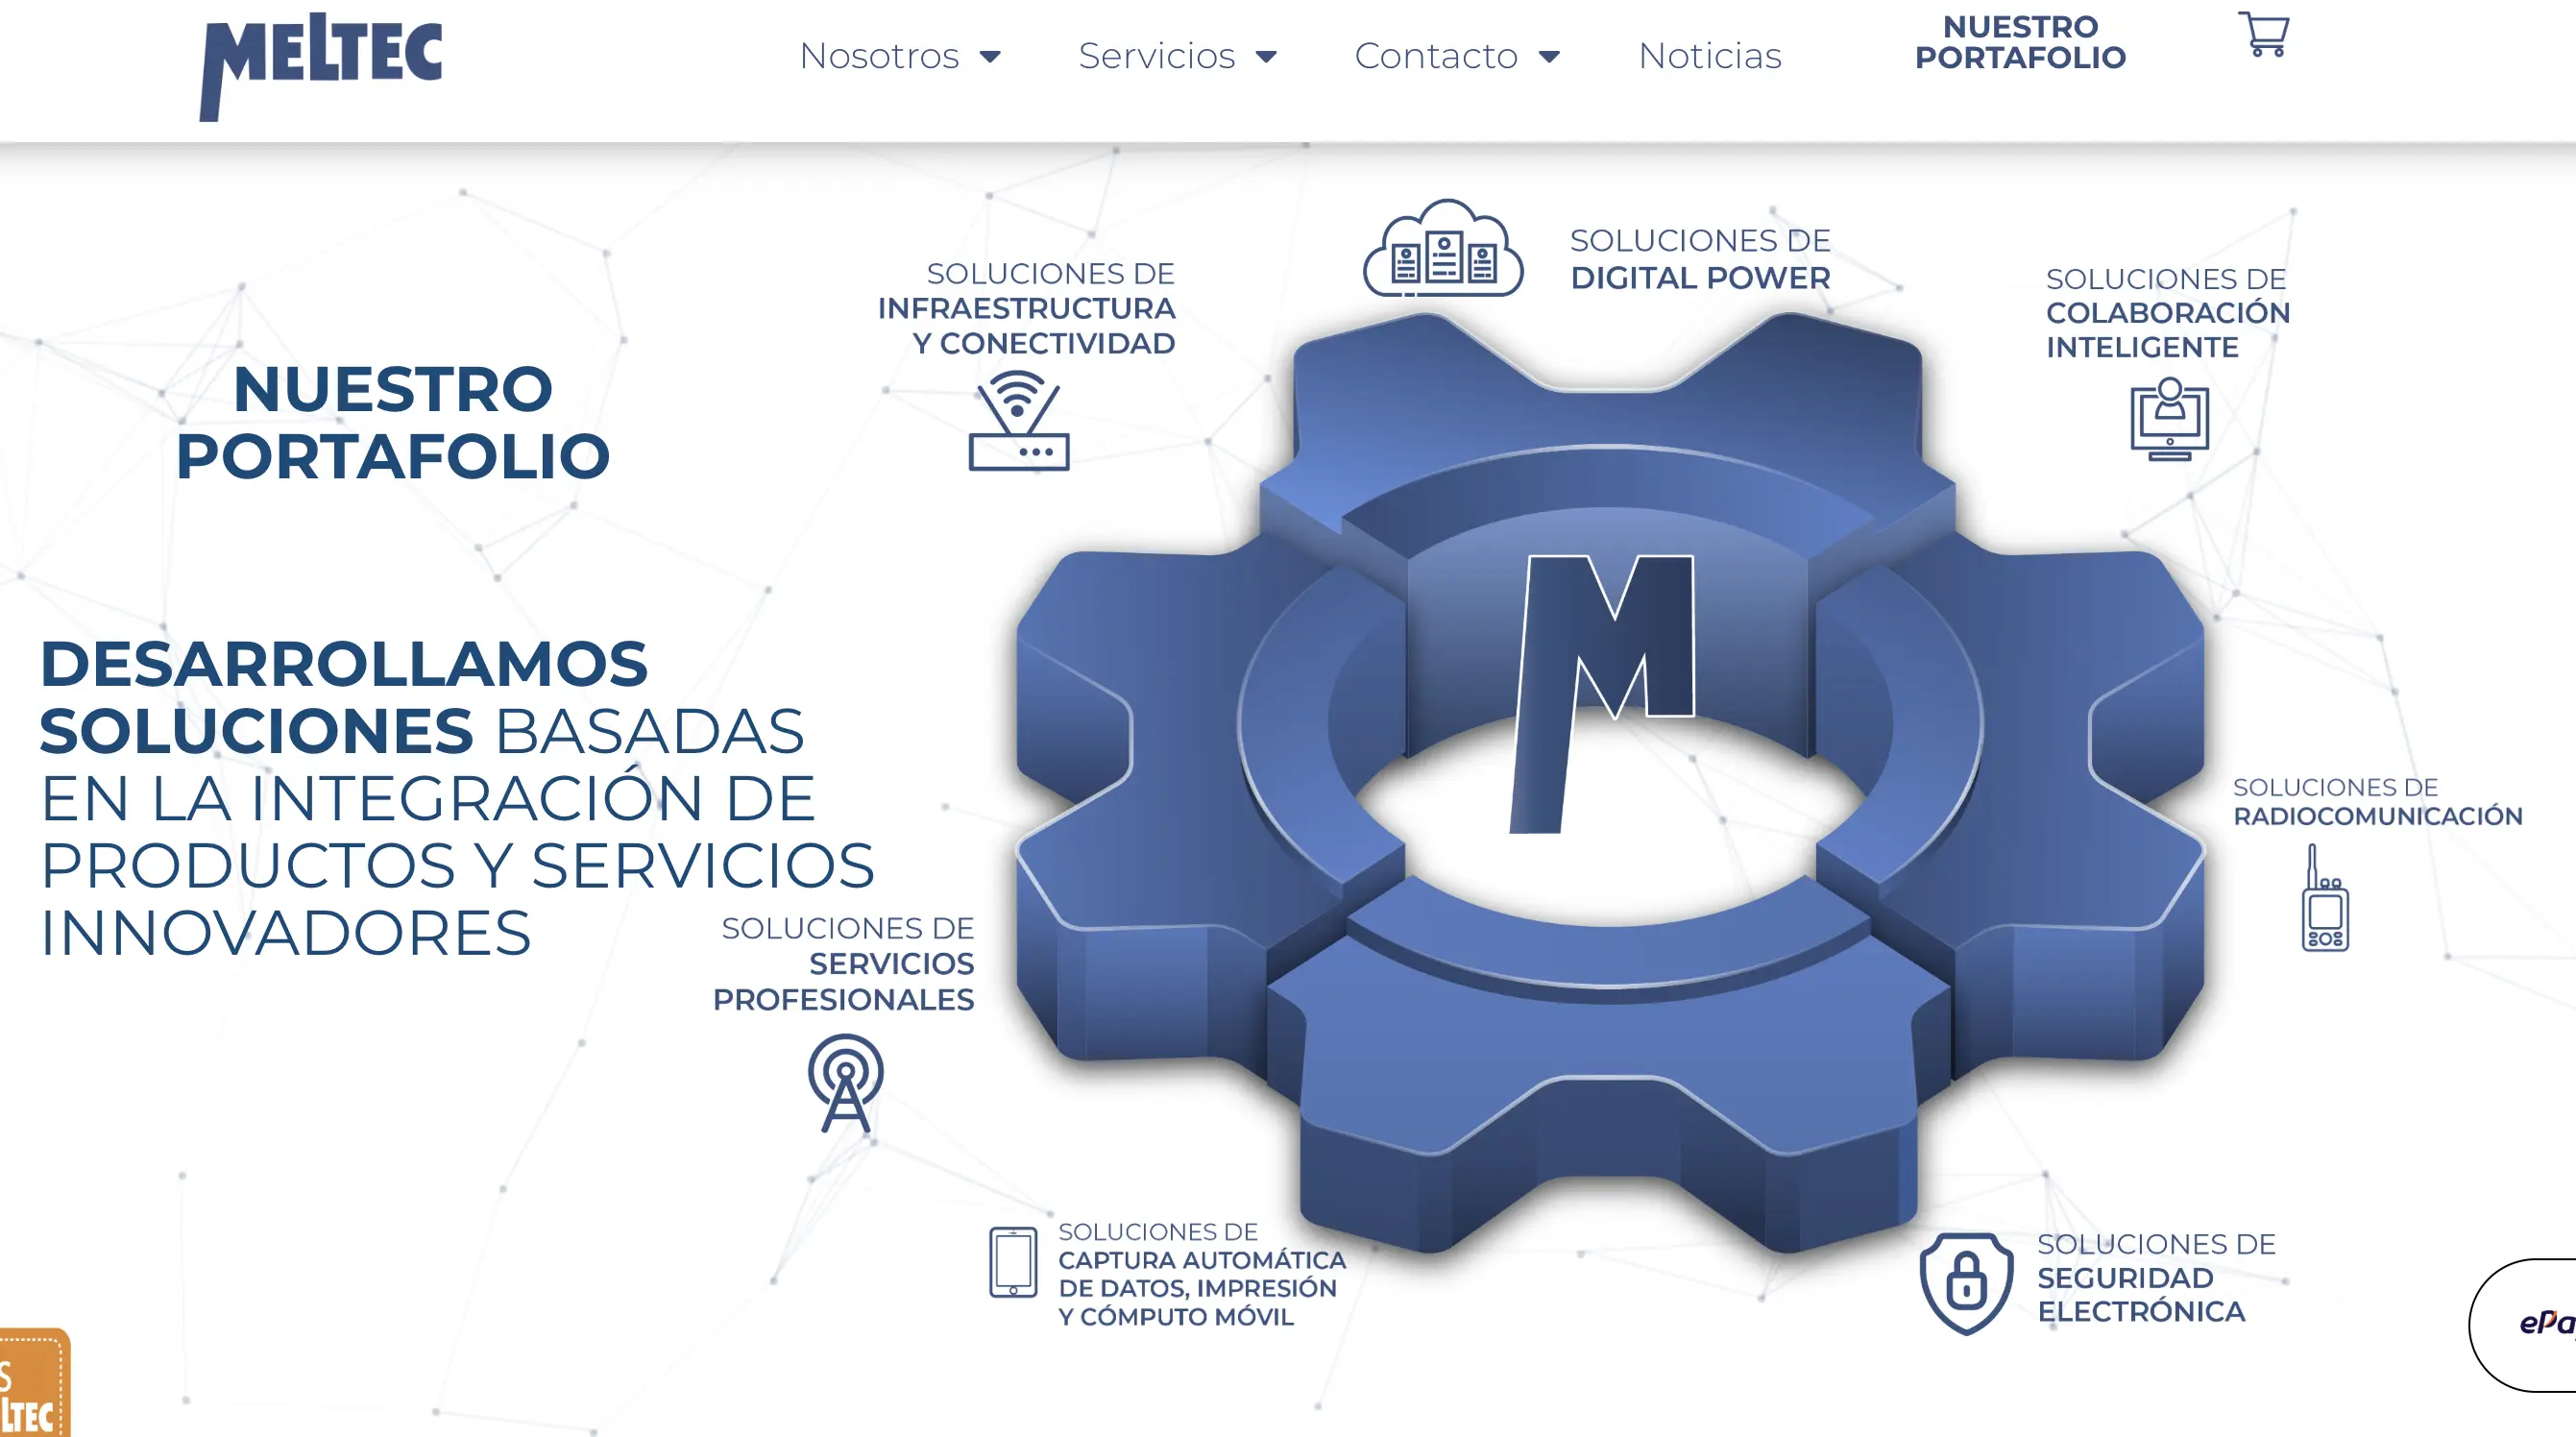 MELTEC
Nosotros
Servicios
Contacto
Noticias
NUESTRO
PORTAFOLIO
NUESTRO
PORTAFOLIO
DESARROLLAMOS
SOLUCIONES BASADAS
EN LA INTEGRACIÓN DE
PRODUCTOS Y SERVICIOS
INNOVADORES
SOLUCIONES DE
INFRAESTRUCTURA
Y CONECTIVIDAD
SOLUCIONES DE
DIGITAL POWER
SOLUCIONES DE
COLABORACIÓN
INTELIGENTE
M
SOLUCIONES DE
RADIOCOMUNICACIÓN
SOLUCIONES DE
SERVICIOS
PROFESIONALES
SOLUCIONES DE
CAPTURA AUTOMÁTICA
DE DATOS, IMPRESIÓN
Y CÓMPUTO MÓVIL
SOLUCIONES DE
SEGURIDAD
ELECTRÓNICA